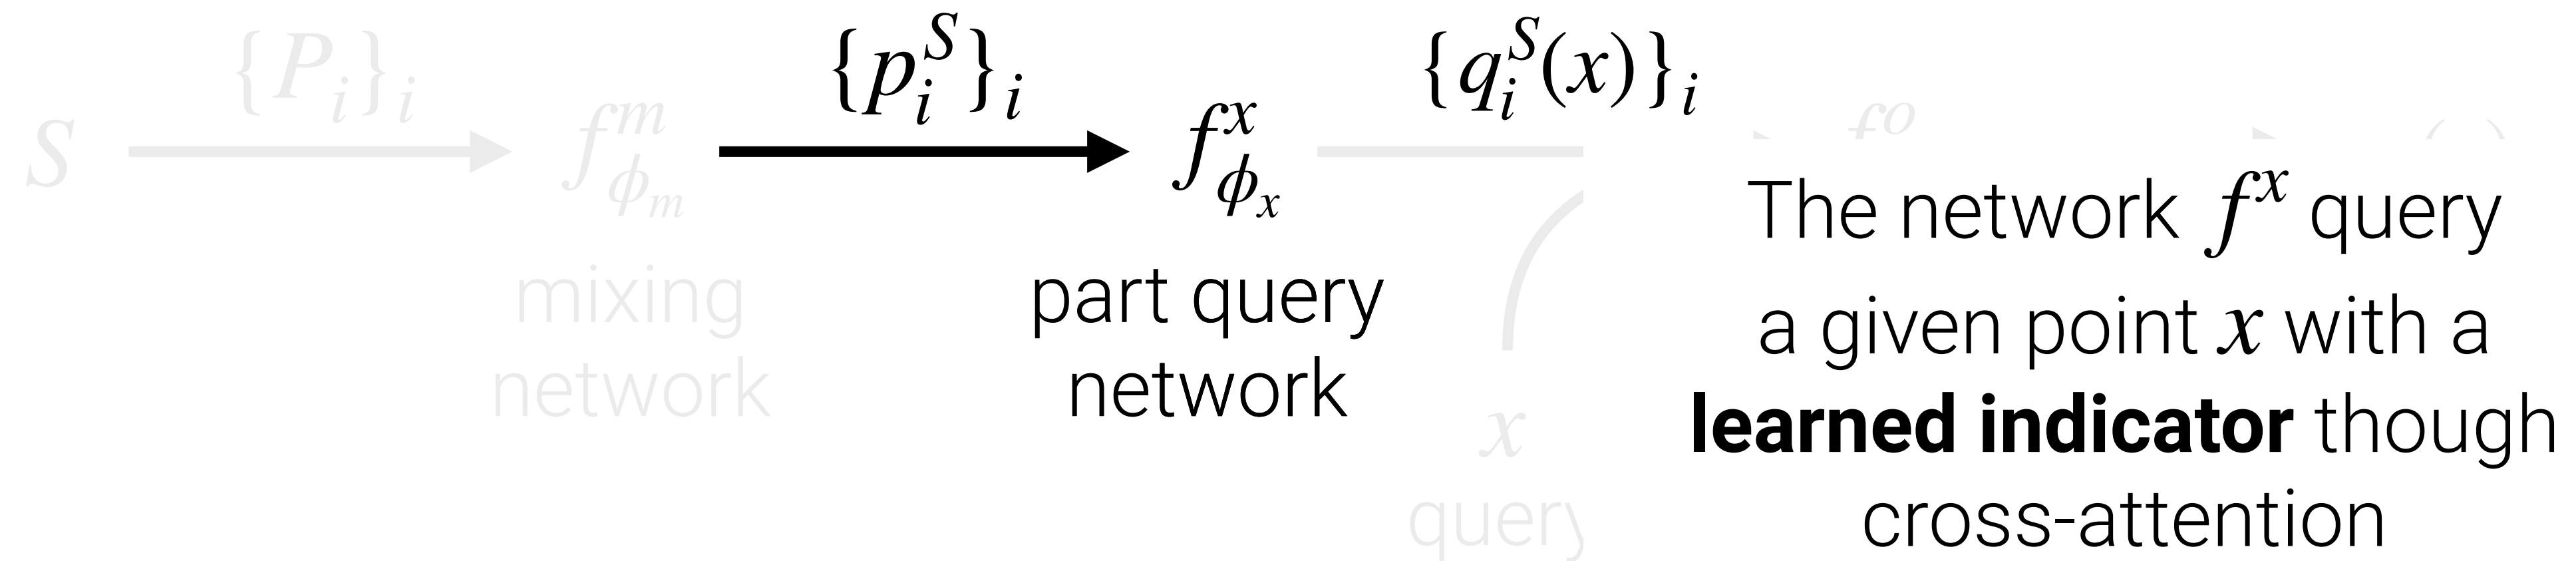 S
{P_i}_i
f^m_{ϕ_m}
mixing
network
{p_i^S}_i
f^x_{ϕ_x}
part query
network
{q_i^S(x)}_i
x
query
The network f^x query
a given point x with a
learned indicator though
cross-attention